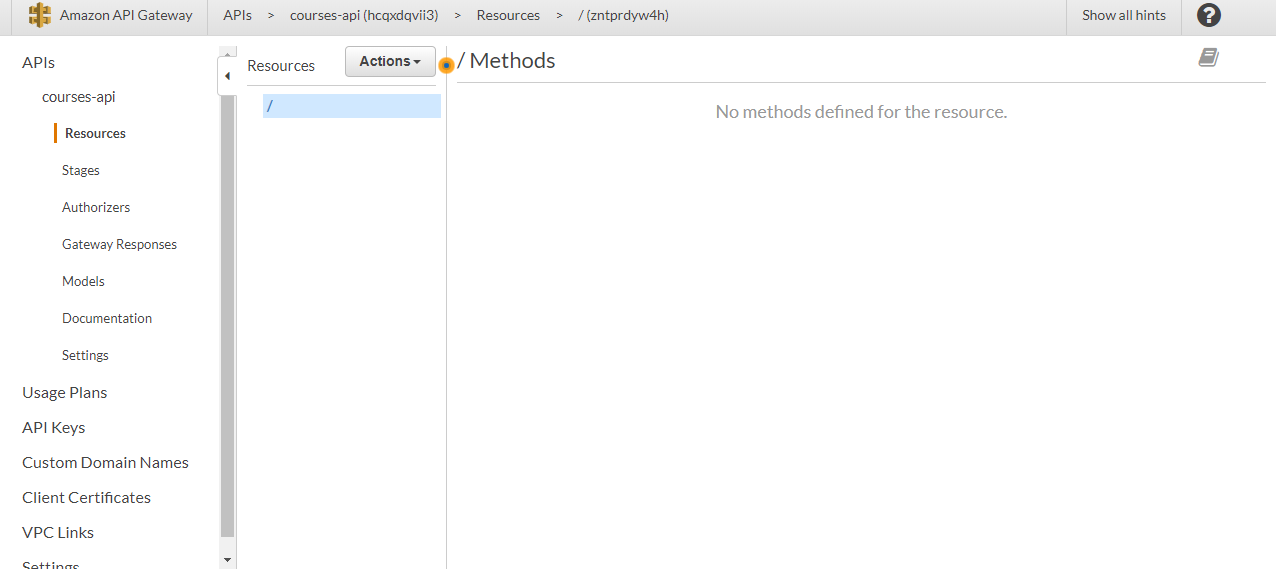 Amazon API Gateway APIs > courses-api (hcqxdqvii3) > Resources > / (zntprdyw4h) Show all hints ?
APIs
courses-api
Resources
Stages
Authorizers
Gateway Responses
Models
Documentation
Settings
Usage Plans
API Keys
Custom Domain Names
Client Certificates
VPC Links
Settings
Resources Actions
/
/ Methods
No methods defined for the resource.